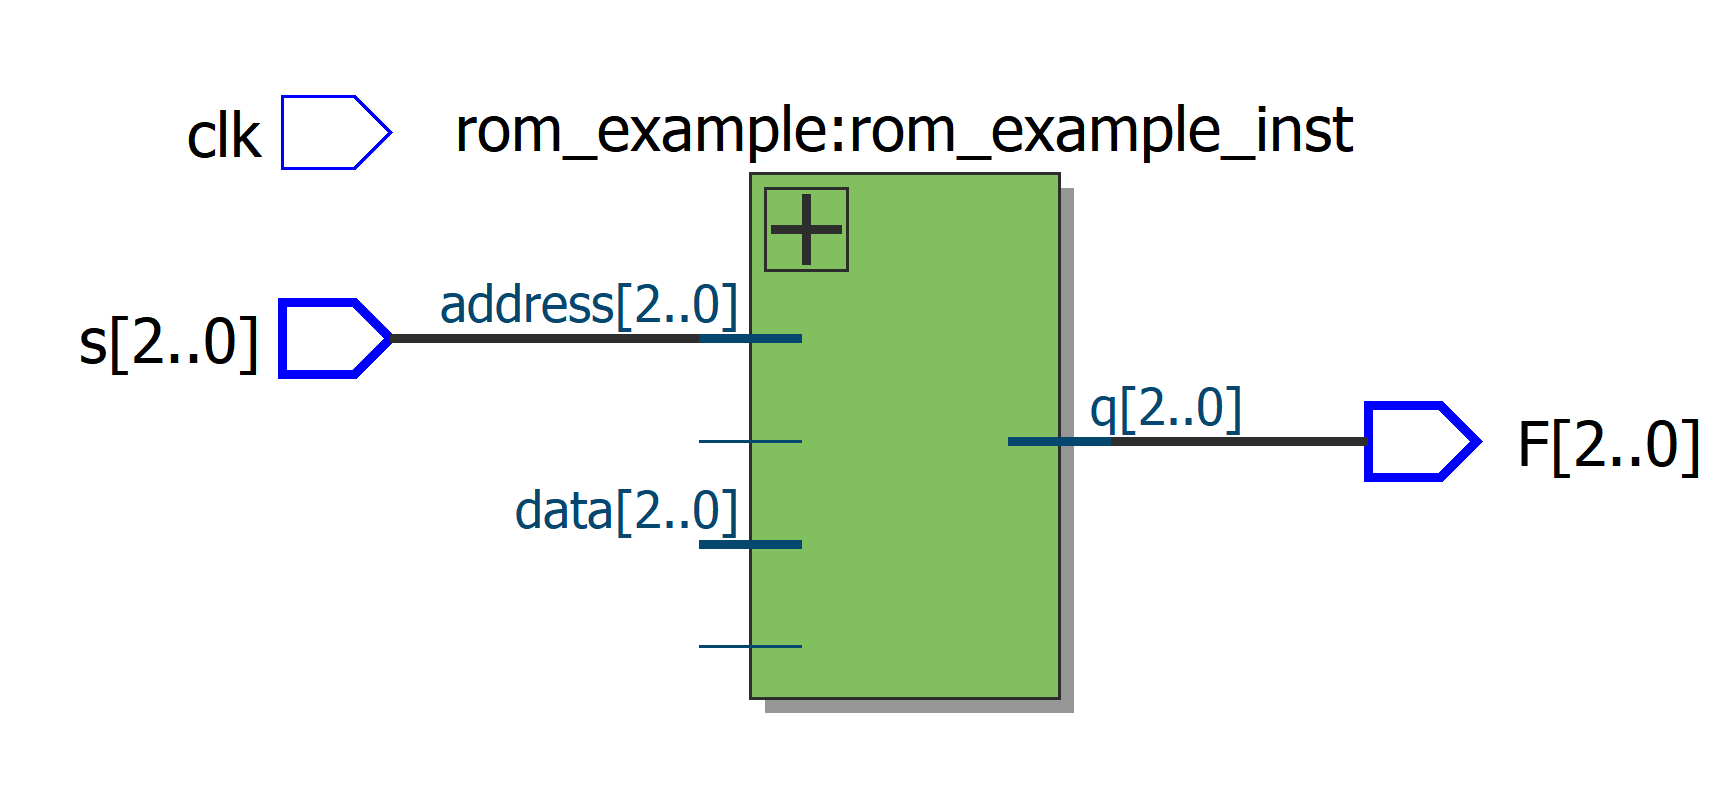 clk
rom_example:rom_example_inst
address[2..0]
s[2..0]
q[2..0]
F[2..0]
data[2..0]